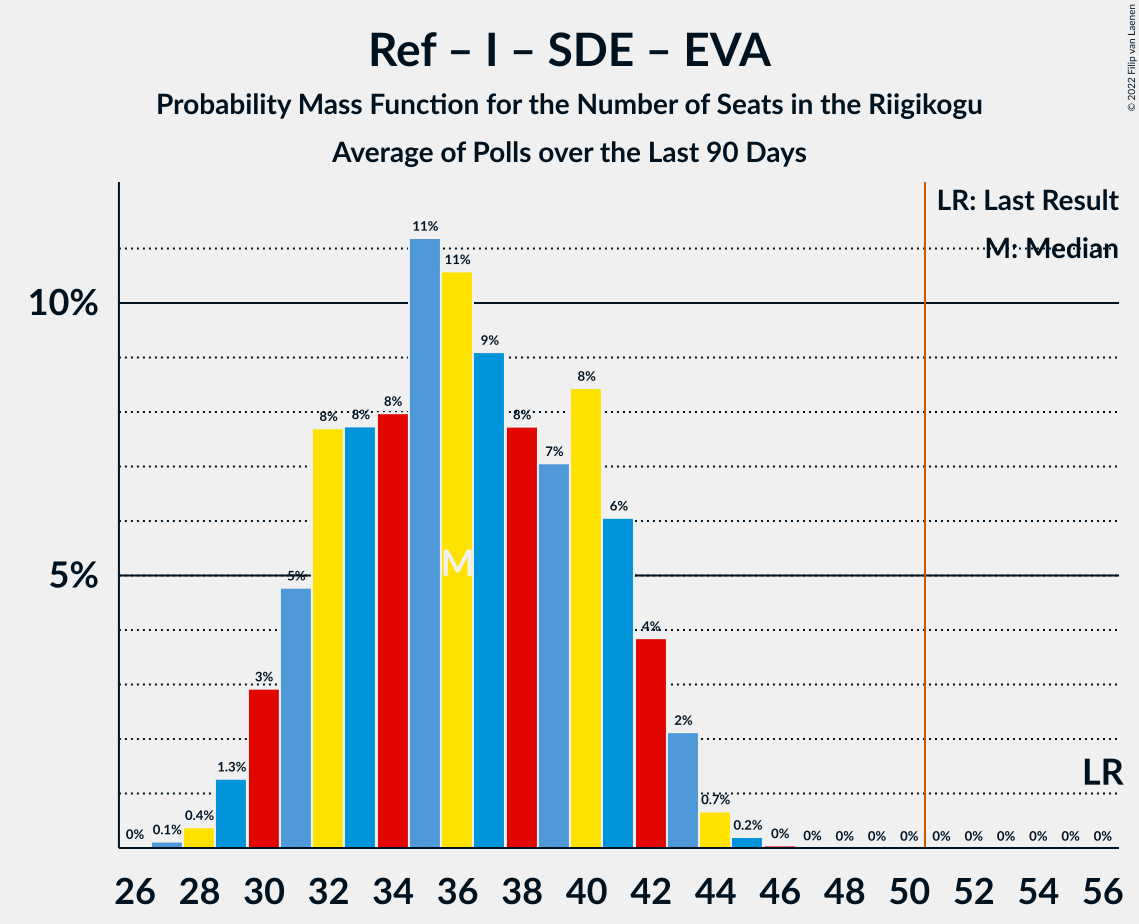 Ref – I – SDE – EVA
Probability Mass Function for the Number of Seats in the Riigikogu
Average of Polls over the Last 90 Days
© 2022 Filip van Laenen
LR: Last Result
M: Median
10%
5%
0% 0.1% 0.4% 1.3% 3% 5% 8% 8% 8% 11% 11% 9% 8% 7% 8% 6% 4% 2% 0.7% 0.2% 0% 0% 0% 0% 0% 0% 0% 0% 0% 0% 0%
M
LR
26 28 30 32 34 36 38 40 42 44 46 48 50 52 54 56